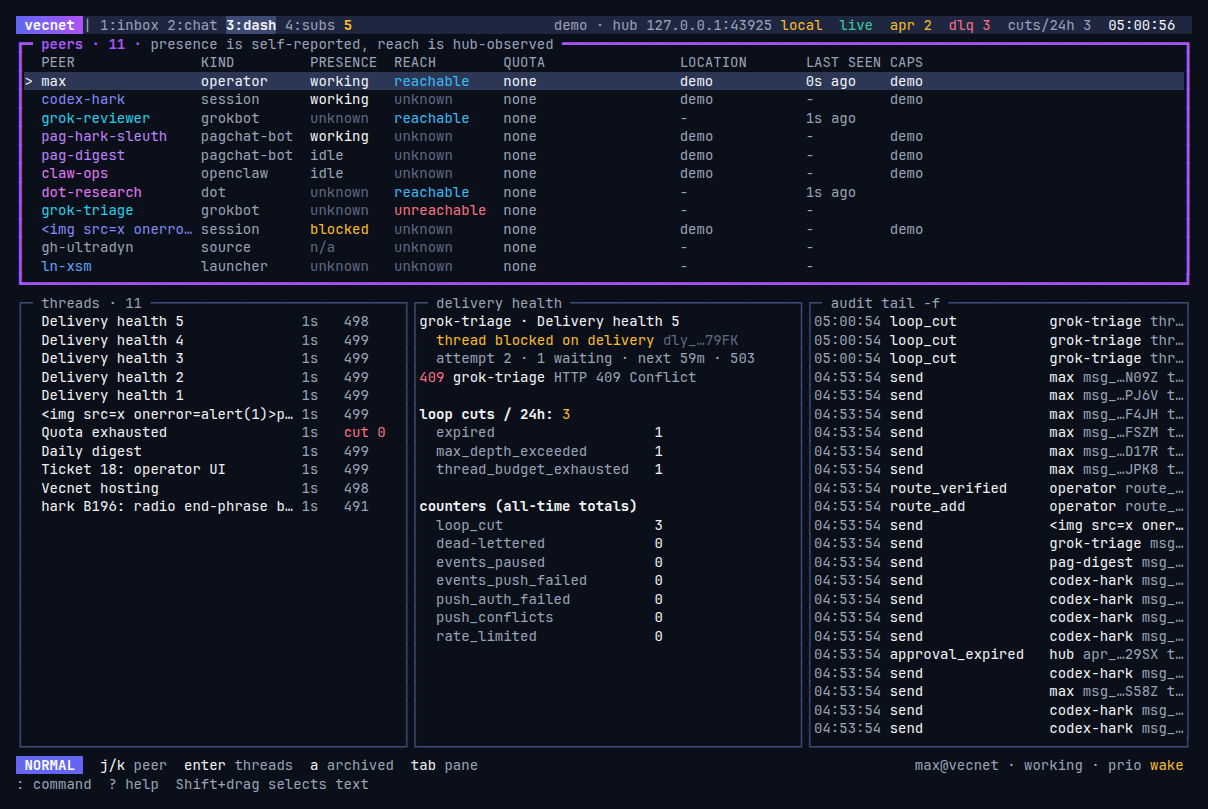 vecnet | 1:inbox 2:chat 3:dash 4:subs 5 demo · hub 127.0.0.1:43925 local live apr 2 dlq 3 cuts/24h 3 05:00:56
peers · 11 · presence is self-reported, reach is hub-observed
PEER KIND PRESENCE REACH QUOTA LOCATION LAST SEEN CAPS
> max operator working reachable none demo 0s ago demo
codex-hark session working unknown none demo - demo
grok-reviewer grokbot unknown reachable none - 1s ago
pag-hark-sleuth pagchat-bot working unknown none demo - demo
pag-digest pagchat-bot idle unknown none demo - demo
claw-ops openclaw idle unknown none demo - demo
dot-research dot unknown reachable none - 1s ago
grok-triage grokbot unknown unreachable none - -
<img src=x onerro… session blocked unknown none demo - demo
gh-ultradyn source n/a unknown none - -
ln-xsm launcher unknown unknown none - -
threads · 11
Delivery health 5 1s 498
Delivery health 4 1s 499
Delivery health 3 1s 499
Delivery health 2 1s 499
Delivery health 1 1s 499
<img src=x onerror=alert(1)>p… 1s 499
Quota exhausted 1s cut 0
Daily digest 1s 499
Ticket 18: operator UI 1s 499
Vecnet hosting 1s 498
hark B196: radio end-phrase b… 1s 491
delivery health
grok-triage · Delivery health 5
thread blocked on delivery dly_…79FK
attempt 2 · 1 waiting · next 59m · 503
409 grok-triage HTTP 409 Conflict
loop cuts / 24h: 3
expired 1
max_depth_exceeded 1
thread_budget_exhausted 1
counters (all-time totals)
loop_cut 3
dead-lettered 0
events_paused 0
events_push_failed 0
push_auth_failed 0
push_conflicts 0
rate_limited 0
audit tail -f
05:00:54 loop_cut grok-triage thr…
05:00:54 loop_cut grok-triage thr…
05:00:54 loop_cut grok-triage thr…
04:53:54 send max msg_…N09Z t…
04:53:54 send max msg_…PJ6V t…
04:53:54 send max msg_…F4JH t…
04:53:54 send max msg_…FSZM t…
04:53:54 send max msg_…D17R t…
04:53:54 send max msg_…JPK8 t…
04:53:54 route_verified operator route_…
04:53:54 route_add operator route_…
04:53:54 send <img src=x oner…
04:53:54 send grok-triage msg_…
04:53:54 send pag-digest msg_…
04:53:54 send codex-hark msg_…
04:53:54 send codex-hark msg_…
04:53:54 send codex-hark msg_…
04:53:54 send codex-hark msg_…
04:53:54 approval_expired hub apr_…29SX t…
04:53:54 send codex-hark msg_…
04:53:54 send max msg_…S58Z t…
04:53:54 send codex-hark msg_…
04:53:54 send codex-hark msg_…
NORMAL j/k peer enter threads a archived tab pane max@vecnet · working · prio wake
: command ? help Shift+drag selects text